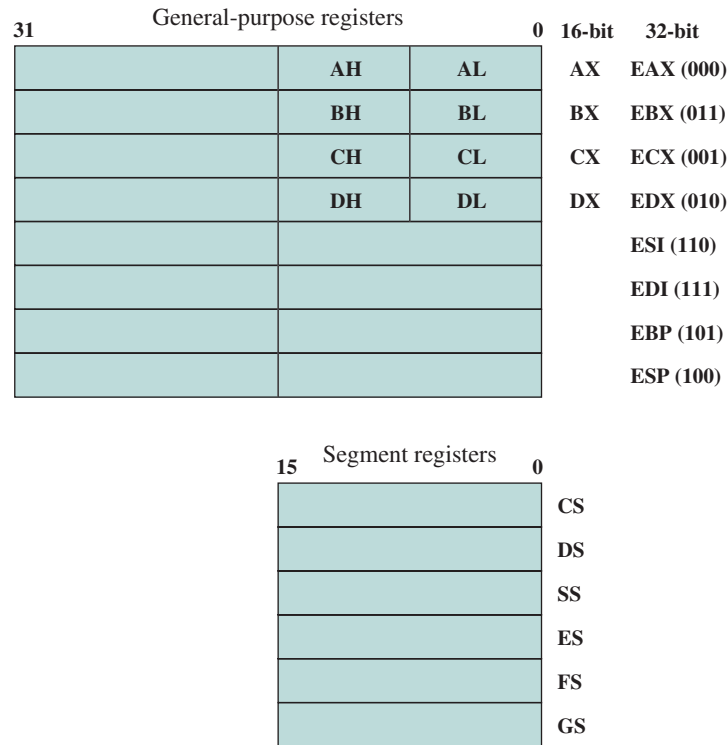 General-purpose registers
31 0 16-bit 32-bit
AH AL AX EAX (000)
BH BL BX EBX (011)
CH CL CX ECX (001)
DH DL DX EDX (010)
ESI (110)
EDI (111)
EBP (101)
ESP (100)
Segment registers
15 0
CS
DS
SS
ES
FS
GS